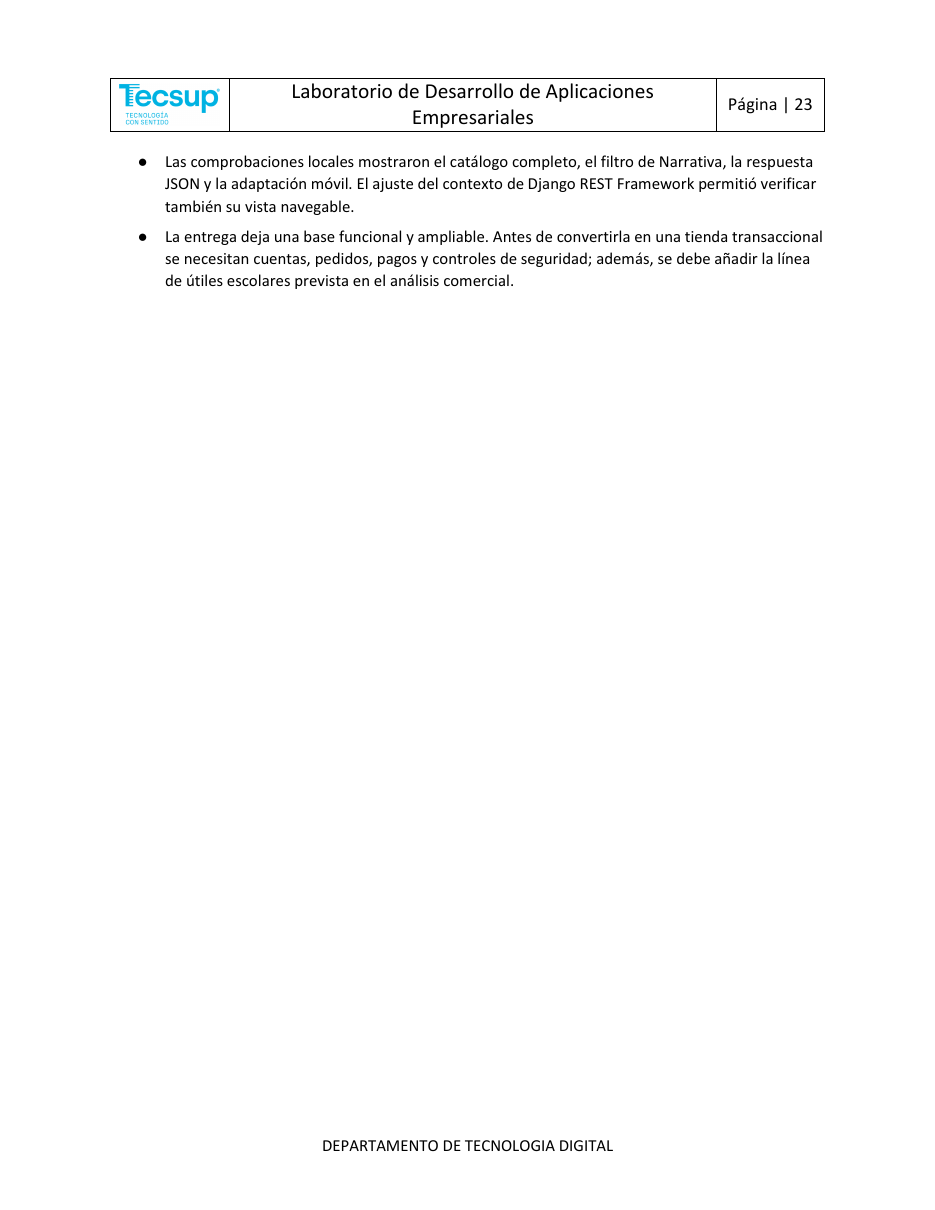 Tecsup
TECNOLOGÍA
CON SENTIDO
Laboratorio de Desarrollo de Aplicaciones
Empresariales
Página | 23
● Las comprobaciones locales mostraron el catálogo completo, el filtro de Narrativa, la respuesta
JSON y la adaptación móvil. El ajuste del contexto de Django REST Framework permitió verificar
también su vista navegable.
● La entrega deja una base funcional y ampliable. Antes de convertirla en una tienda transaccional
se necesitan cuentas, pedidos, pagos y controles de seguridad; además, se debe añadir la línea
de útiles escolares prevista en el análisis comercial.
DEPARTAMENTO DE TECNOLOGIA DIGITAL